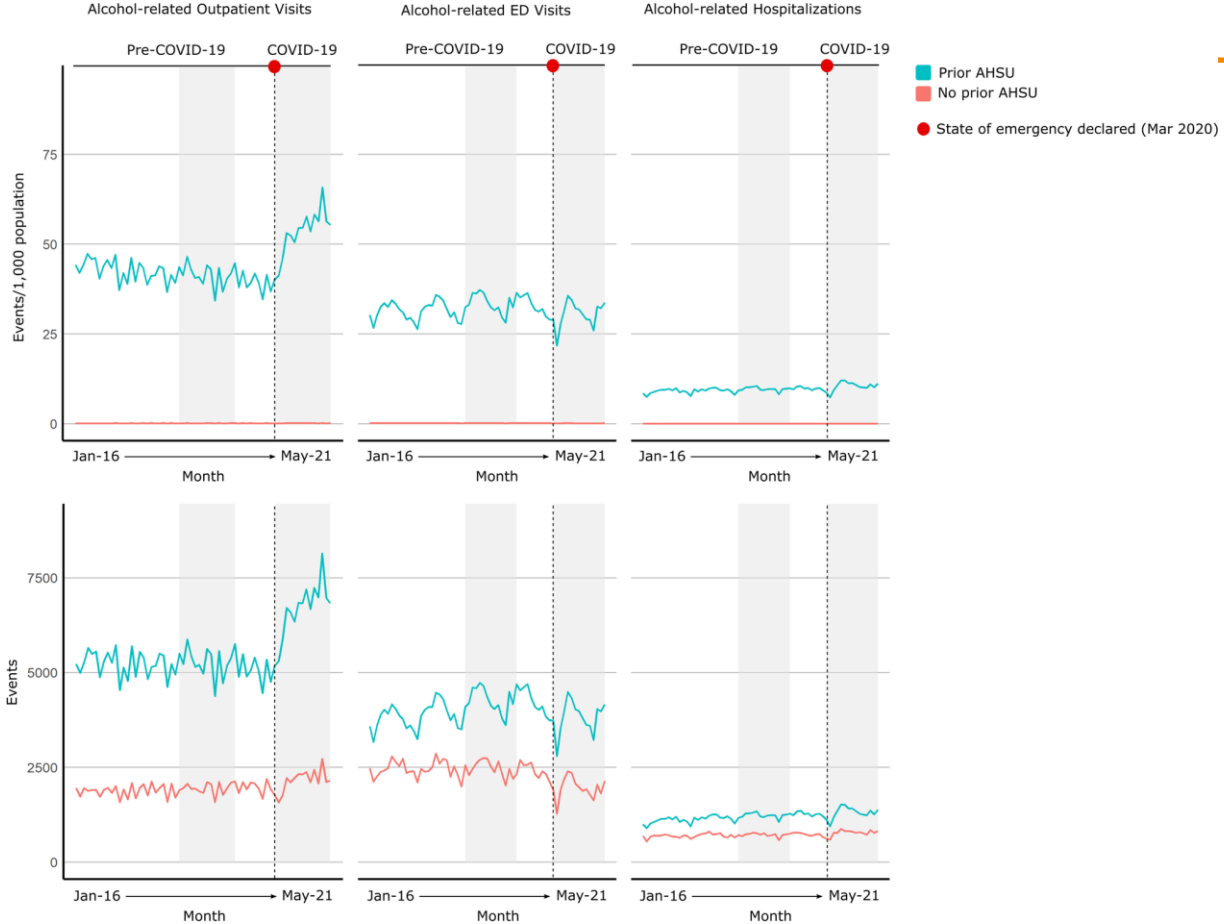 Alcohol-related Outpatient Visits
Alcohol-related ED Visits
Alcohol-related Hospitalizations
Pre-COVID-19
COVID-19
Pre-COVID-19
COVID-19
Pre-COVID-19
COVID-19
Prior AHSU
No prior AHSU
State of emergency declared (Mar 2020)
Events/1,000 population
75
50
25
0
Jan-16
May-21
Jan-16
May-21
Jan-16
May-21
Month
Month
Month
Events
7500
5000
2500
0
Jan-16
May-21
Jan-16
May-21
Jan-16
May-21
Month
Month
Month